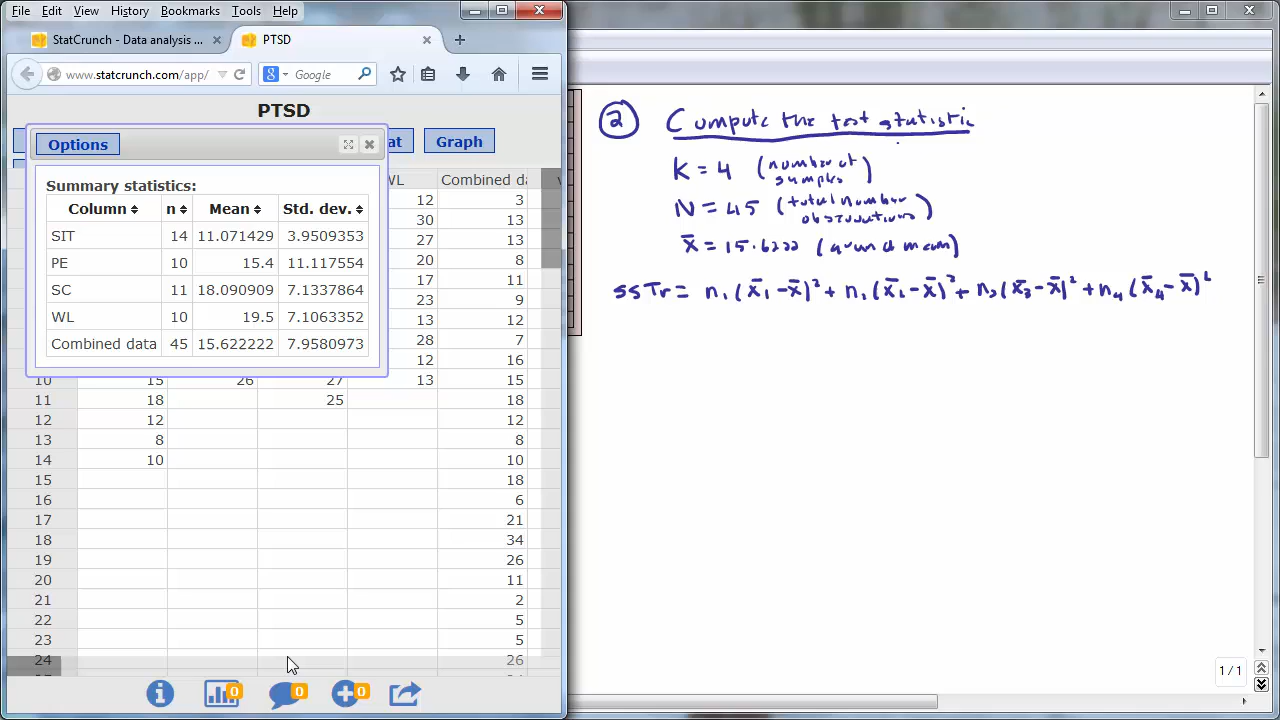 File Edit View History Bookmarks Tools Help
StatCrunch - Data analysis ... PTSD
www.statcrunch.com/app/ Google
PTSD
Options
at Graph
Summary statistics:
Column n Mean Std. dev.
SIT 14 11.071429 3.9509353
PE 10 15.4 11.117554
SC 11 18.090909 7.1337864
WL 10 19.5 7.1063352
Combined data 45 15.622222 7.9580973
WL Combined da
12 3
30 13
27 13
20 8
17 11
23 9
13 12
28 7
12 16
10 15 26 27 13 15
11 18 25 18
12 12 12
13 8 8
14 10 10
15 18
16 6
17 21
18 34
19 26
20 11
21 2
22 5
23 5
24 26
0 0 0
② Compute the test statistic
K = 4 (number of samples)
N = 45 (total number observations)
x̄ = 15.6222 (grand mean)
SSTr = n₁(x̄₁-x̄)² + n₁(x̄₁-x̄)² + n₃(x̄₃-x̄)² + n₄(x̄₄-x̄)²
1 / 1